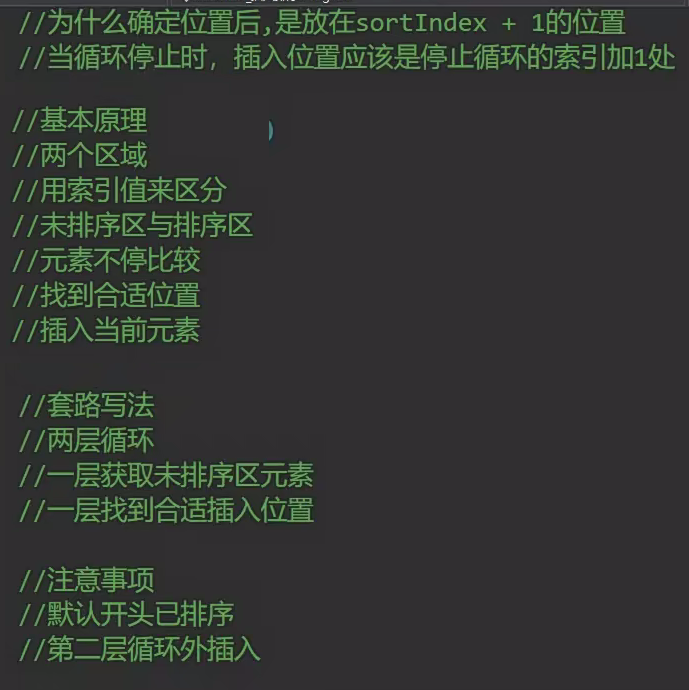 //为什么确定位置后,是放在sortIndex + 1的位置
//当循环停止时，插入位置应该是停止循环的索引加1处
//基本原理
//两个区域
//用索引值来区分
//未排序区与排序区
//元素不停比较
//找到合适位置
//插入当前元素
//套路写法
//两层循环
//一层获取未排序区元素
//一层找到合适插入位置
//注意事项
//默认开头已排序
//第二层循环外插入